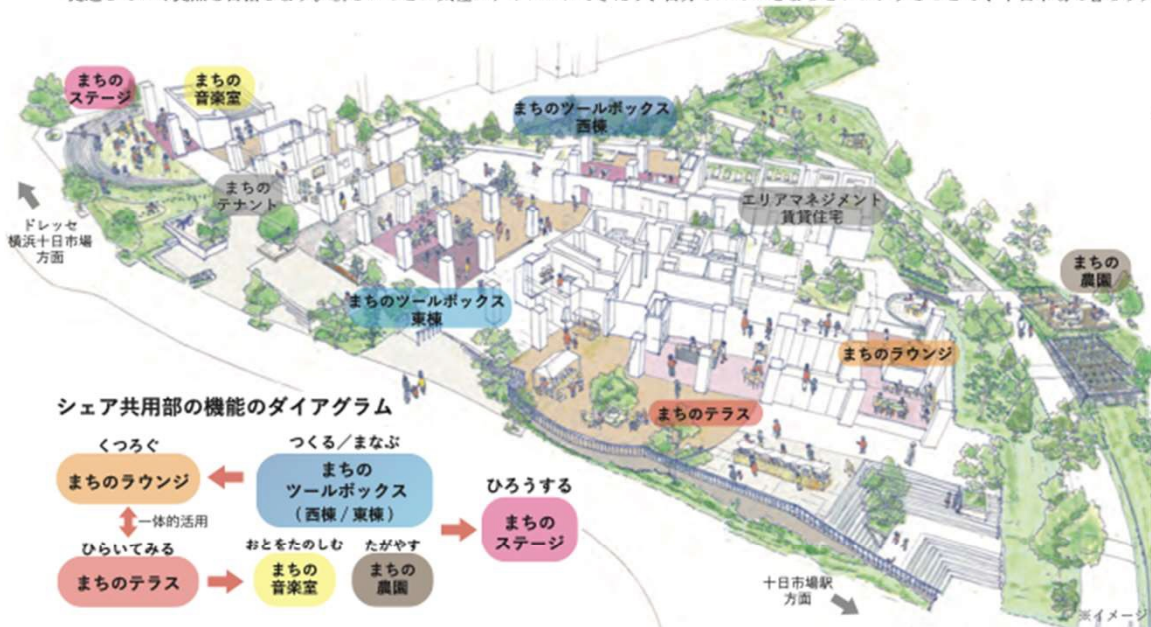 まちの
ステージ
まちの
音楽室
まちのツールボックス
西棟
まちの
テナント
エリアマネジメント
賃貸住宅
ドレッセ
横浜十日市場
方面
まちの
農園
まちのツールボックス
東棟
まちのラウンジ
まちのテラス
シェア共用部の機能のダイアグラム
くつろぐ
まちのラウンジ
つくる／まなぶ
まちの
ツールボックス
（西棟 / 東棟）
ひろうする
まちの
ステージ
一体的活用
ひらいてみる
まちのテラス
おとをたのしむ
まちの
音楽室
たがやす
まちの
農園
十日市場駅
方面
※イメージ